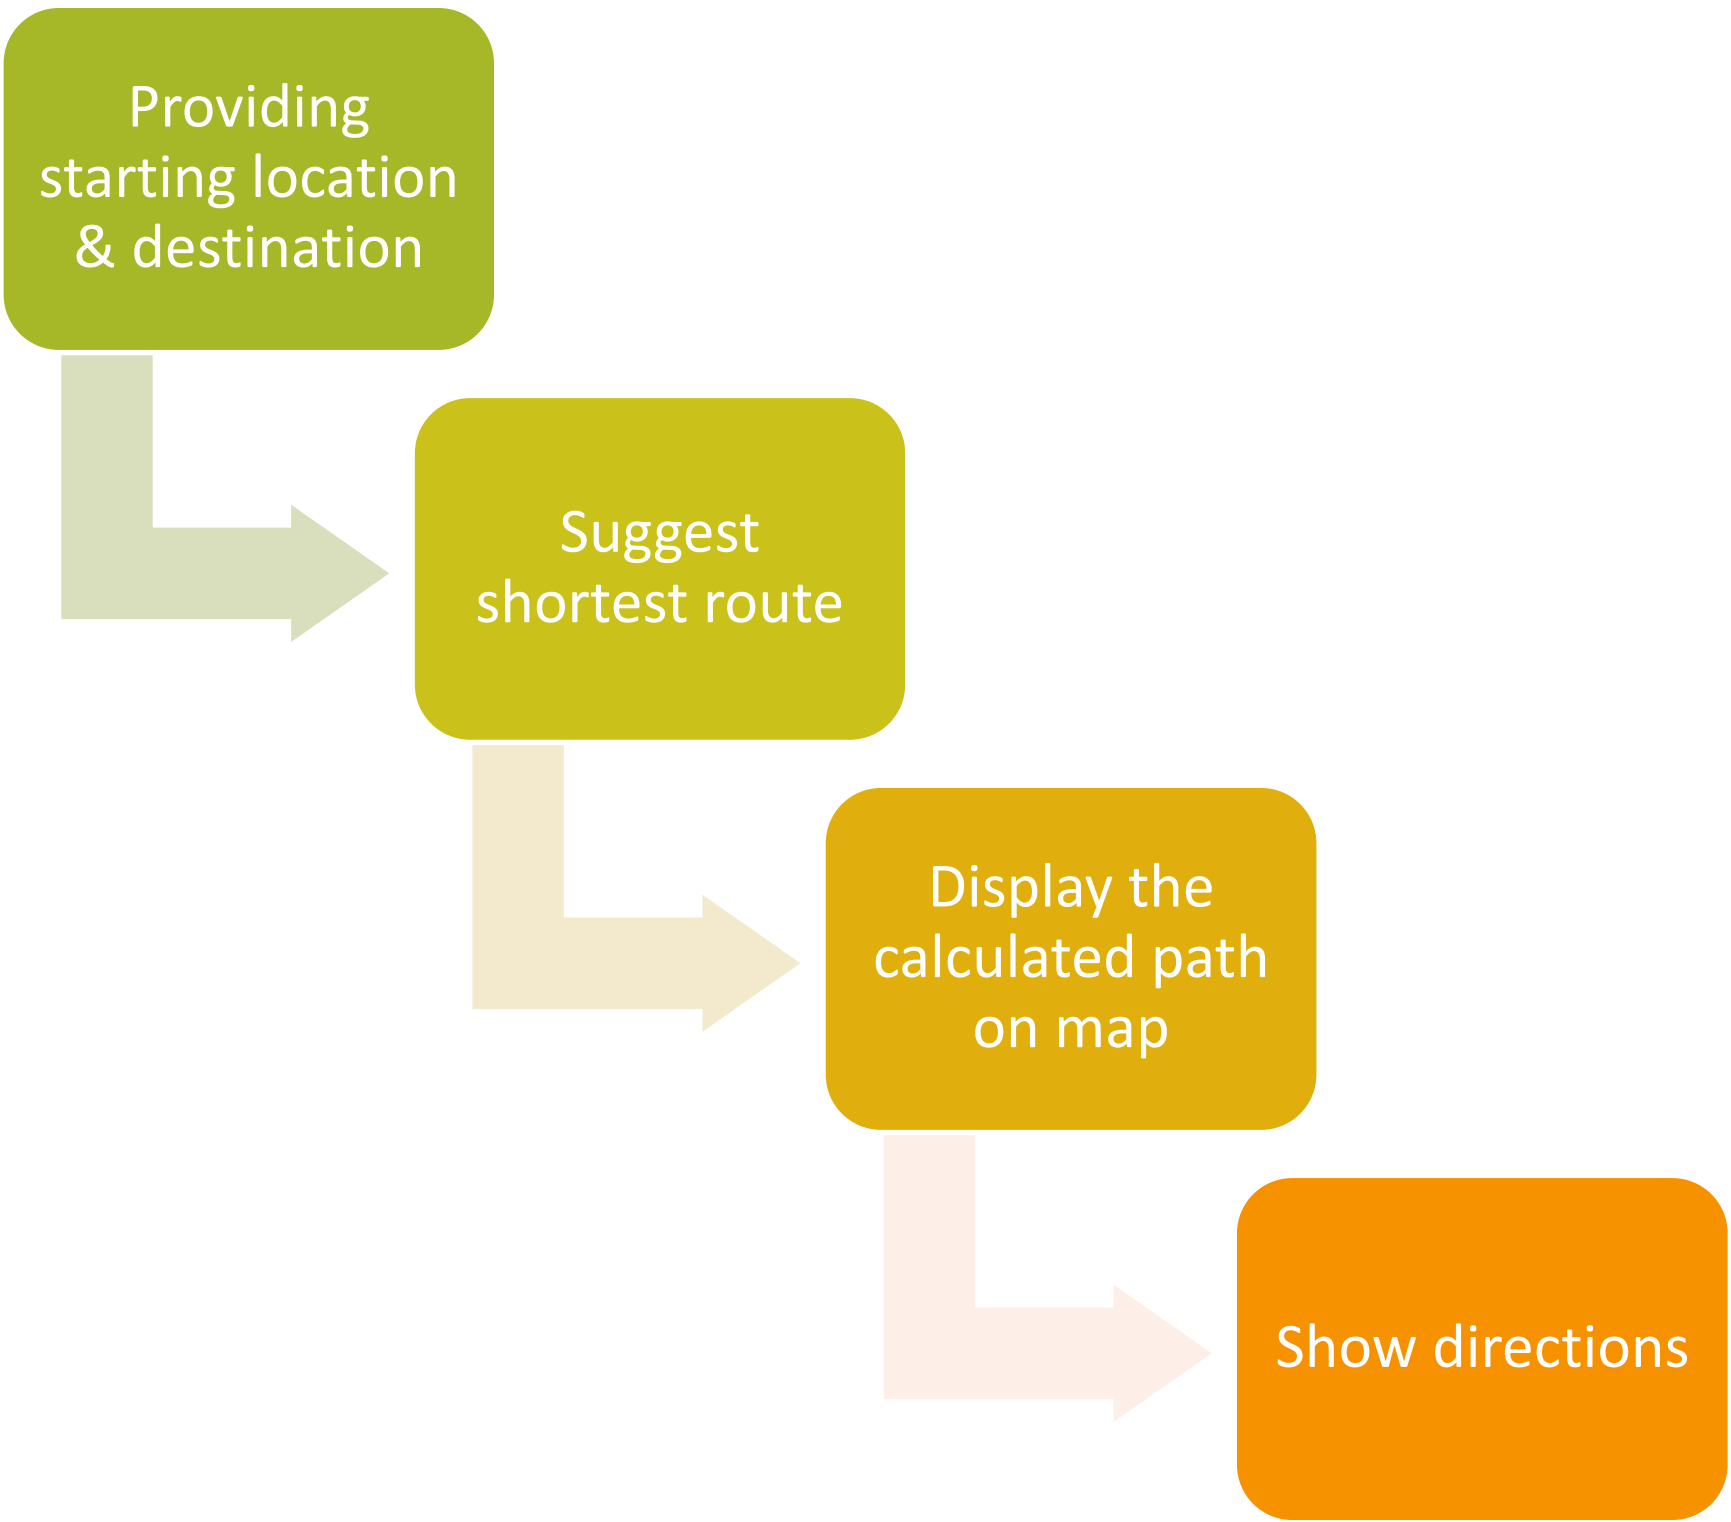 Providing
starting location
& destination
Suggest
shortest route
Display the
calculated path
on map
Show directions